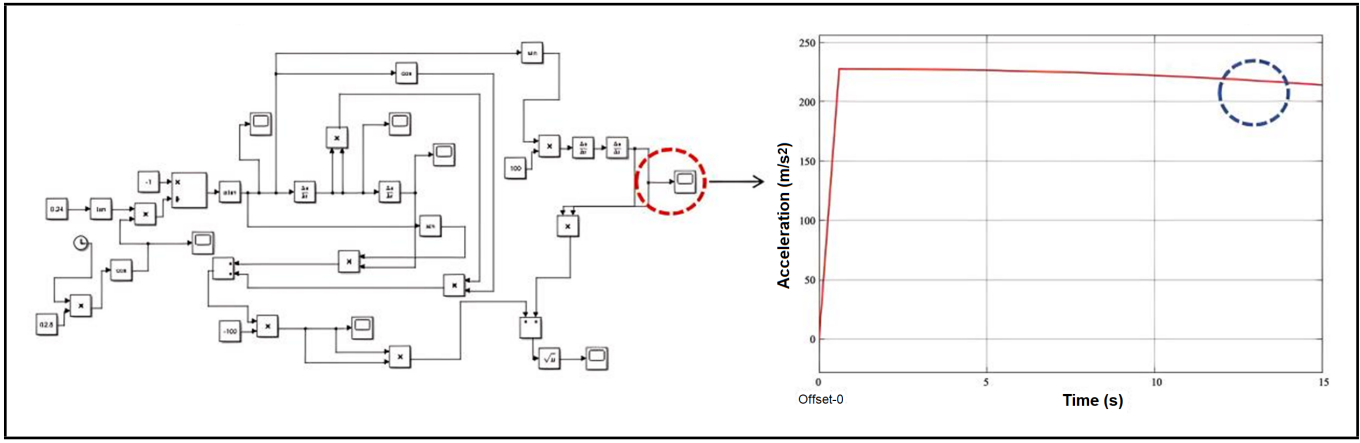 sin
cos
×
100
×
Δu
Δt
Δu
Δt
-1
×
÷
atan
Δu
Δt
Δu
Δt
0.24
tan
×
sin
×
cos
×
×
×
02.8
-100
×
×
√u
250
200
150
100
50
0
0
5
10
15
Acceleration (m/s2)
Offset-0
Time (s)